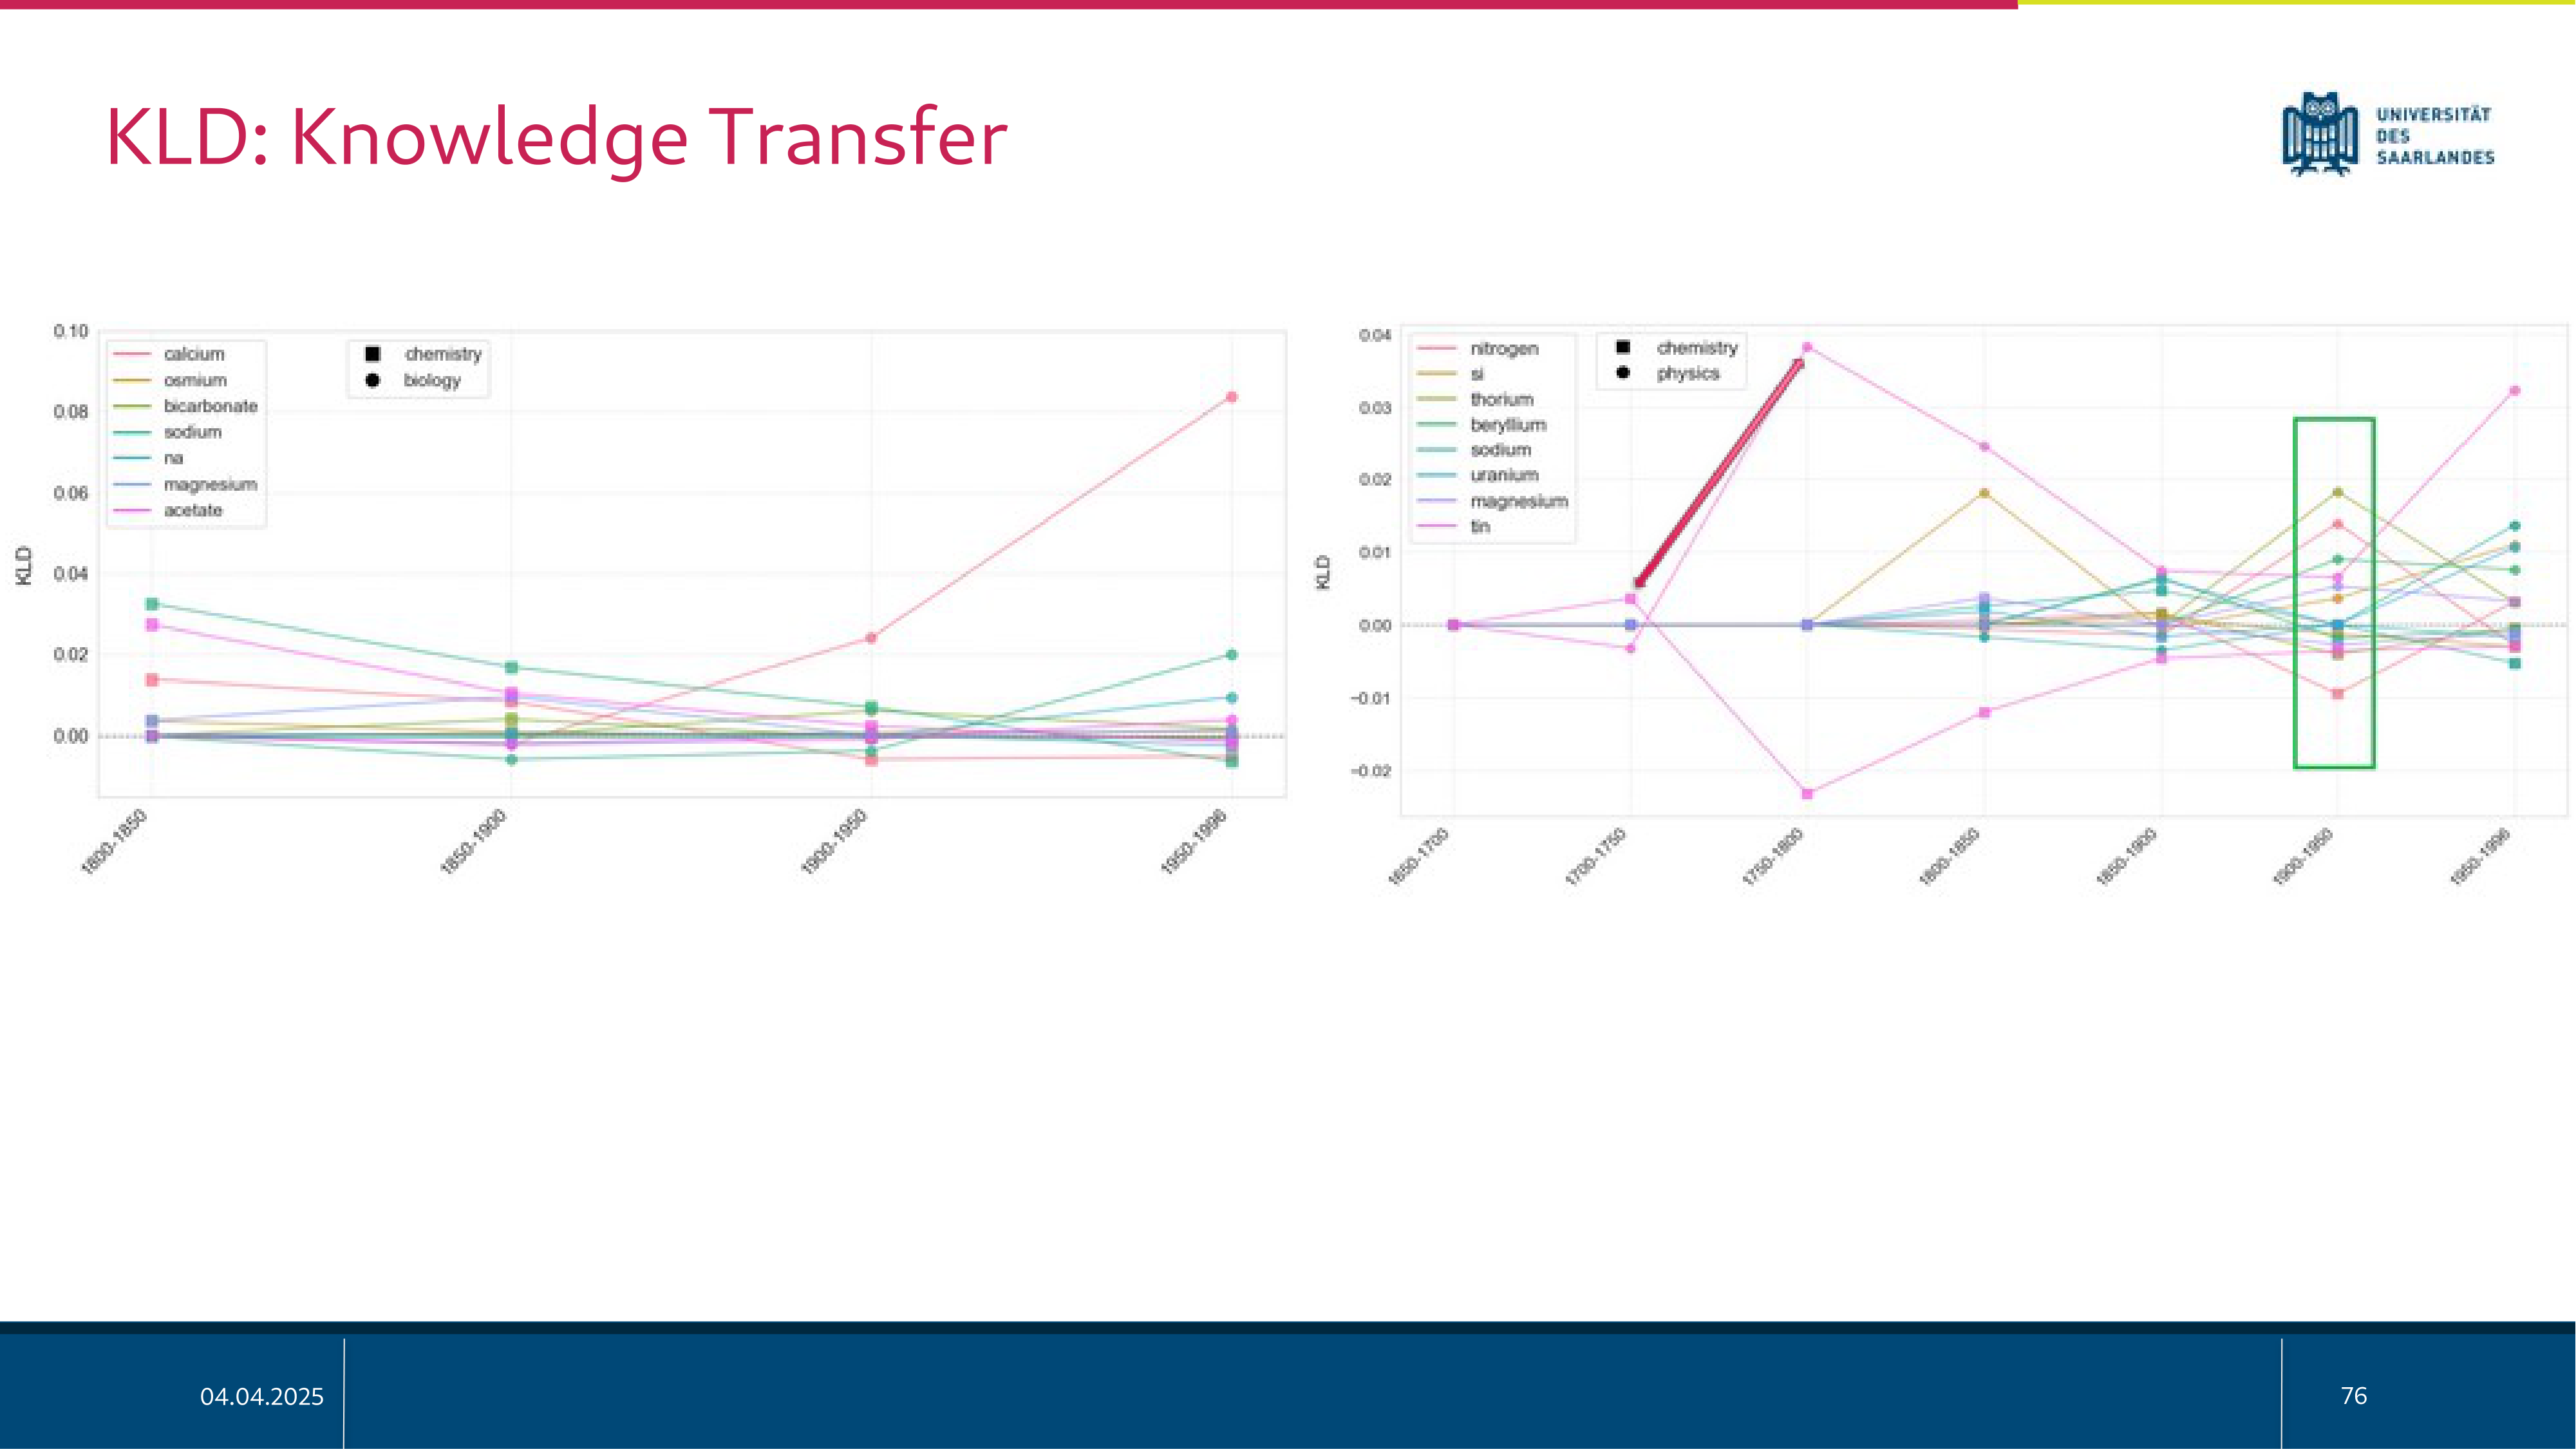 KLD: Knowledge Transfer
UNIVERSITÄT
DES
SAARLANDES
0.10
0.08
0.06
0.04
0.02
0.00
KLD
calcium
osmium
bicarbonate
sodium
na
magnesium
acetate
chemistry
biology
1800-1850
1850-1900
1900-1950
1950-1996
0.04
0.03
0.02
0.01
0.00
−0.01
−0.02
KLD
nitrogen
si
thorium
beryllium
sodium
uranium
magnesium
tin
chemistry
physics
1650-1700
1700-1750
1750-1800
1800-1850
1850-1900
1900-1950
1950-1996
04.04.2025
76